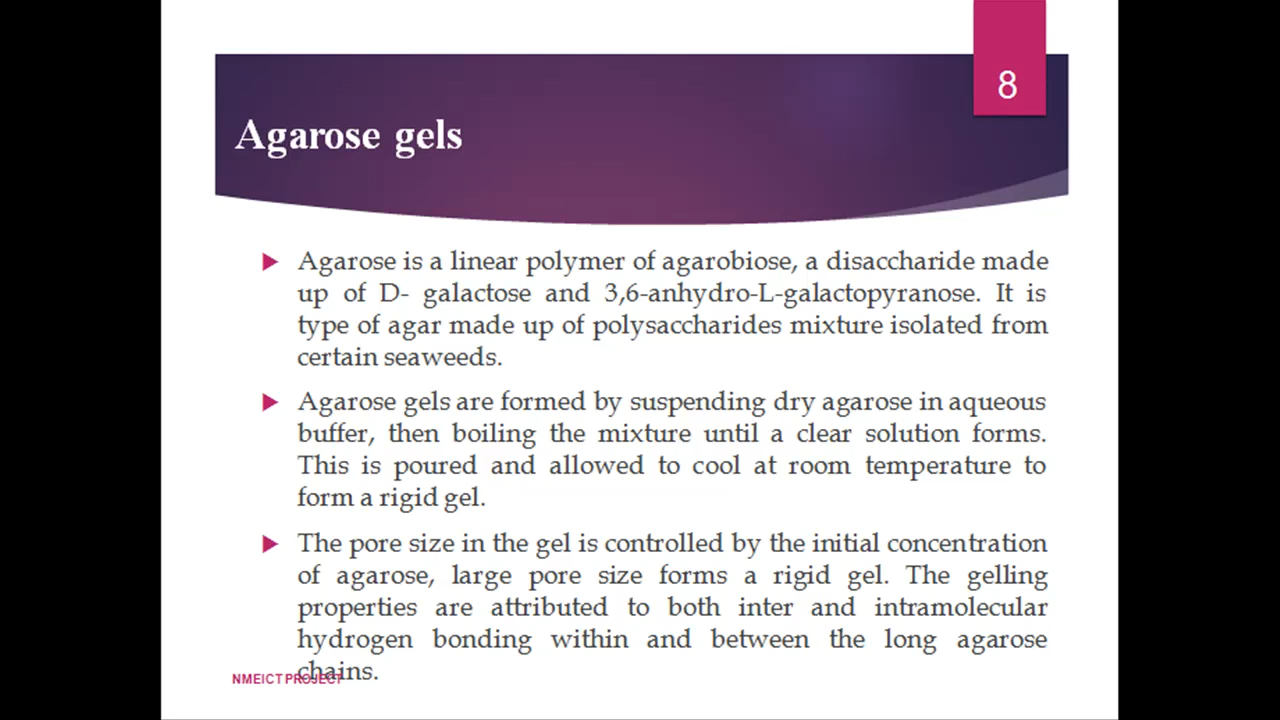 8
Agarose gels
Agarose is a linear polymer of agarobiose, a disaccharide made
up of D- galactose and 3,6-anhydro-L-galactopyranose. It is
type of agar made up of polysaccharides mixture isolated from
certain seaweeds.
Agarose gels are formed by suspending dry agarose in aqueous
buffer, then boiling the mixture until a clear solution forms.
This is poured and allowed to cool at room temperature to
form a rigid gel.
The pore size in the gel is controlled by the initial concentration
of agarose, large pore size forms a rigid gel. The gelling
properties are attributed to both inter and intramolecular
hydrogen bonding within and between the long agarose
chains.
NMEICT PROJECT